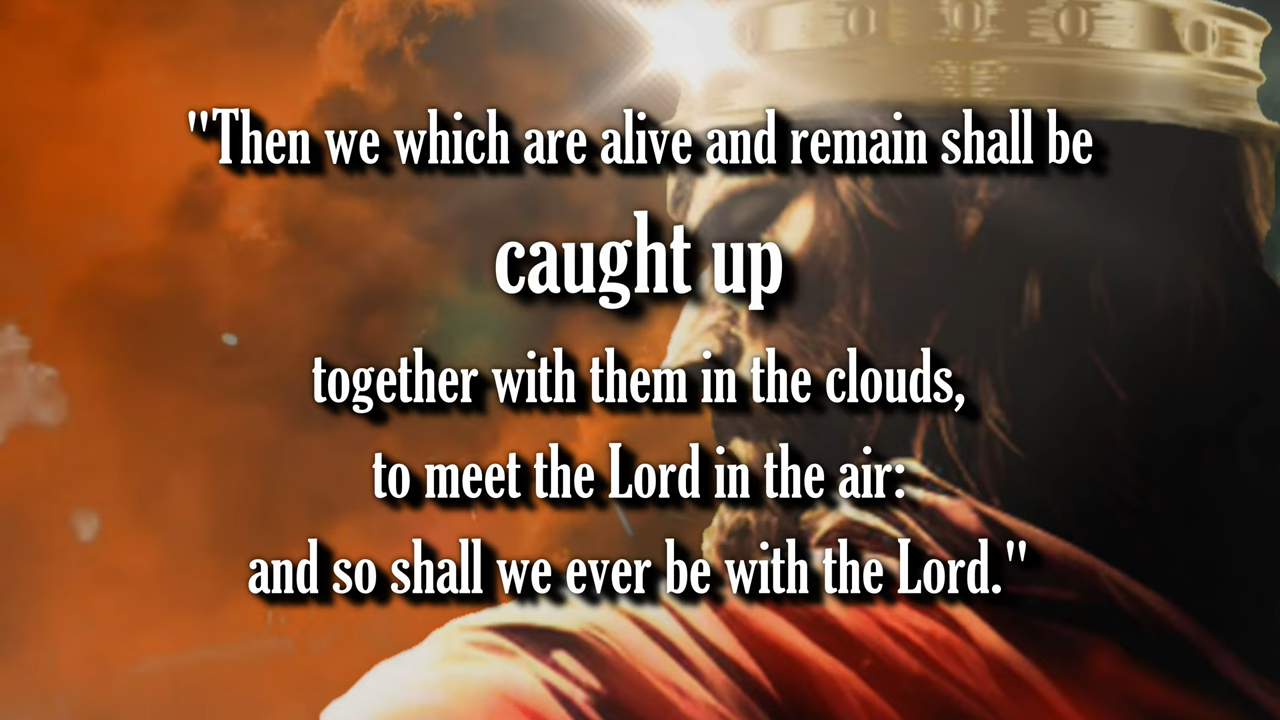 "Then we which are alive and remain shall be
caught up
together with them in the clouds,
to meet the Lord in the air:
and so shall we ever be with the Lord."